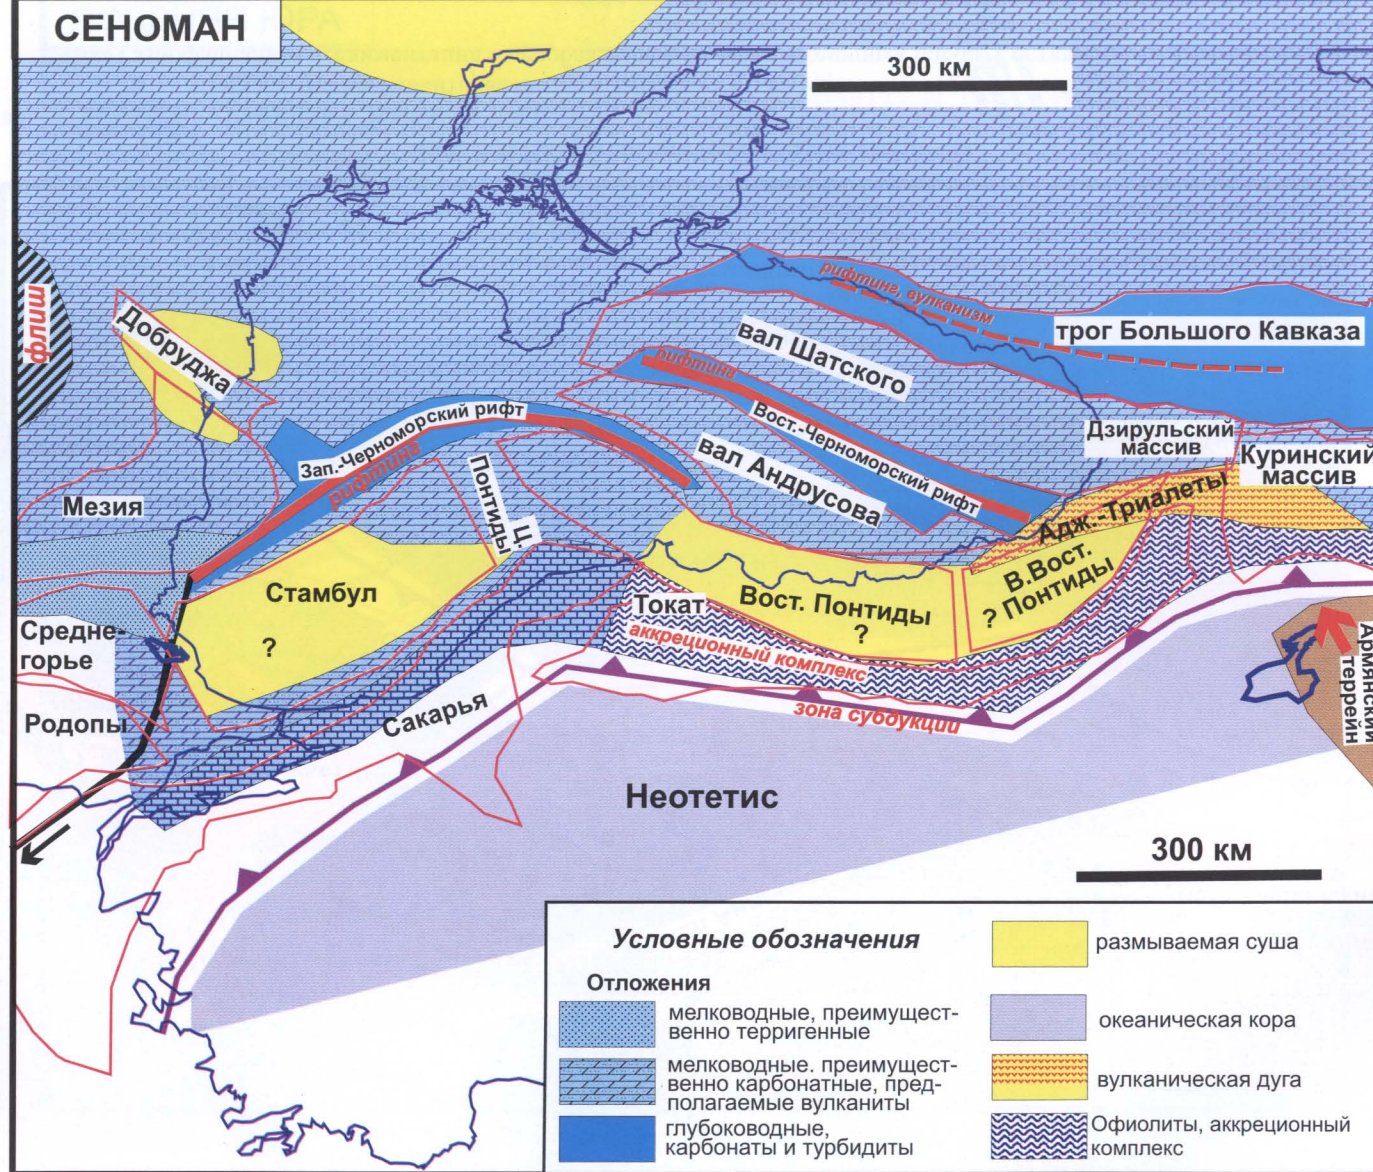 СЕНОМАН
300 км
флиш
Добруджа
рифтинг, вулканизм
трог Большого Кавказа
вал Шатского
рифтинг
Вост.-Черноморский рифт
Зап.-Черноморский рифт
рифтинг
вал Андрусова
Дзирульский
массив
Куринский
массив
Мезия
Ц.
Понтиды
Адж.-Триалеты
Стамбул
?
В.Вост.
? Понтиды
Вост. Понтиды
?
Токат
аккреционный комплекс
Средне-
горье
Родопы
Сакарья
зона субдукции
Армянский
террейн
Неотетис
300 км
Условные обозначения
Отложения
мелководные, преимущест-
венно терригенные
мелководные. преимущест-
венно карбонатные, пред-
полагаемые вулканиты
глубоководные,
карбонаты и турбидиты
размываемая суша
океаническая кора
вулканическая дуга
Офиолиты, аккреционный
комплекс